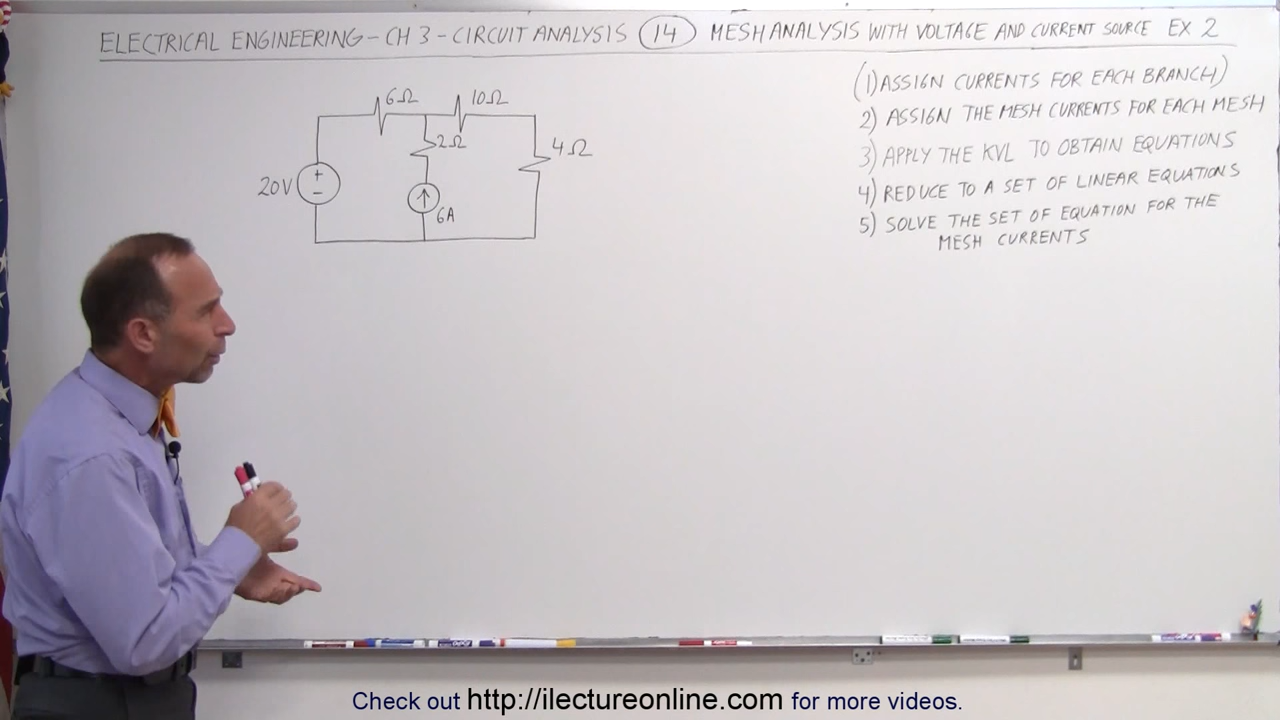 ELECTRICAL ENGINEERING - CH 3 - CIRCUIT ANALYSIS 14 MESH ANALYSIS WITH VOLTAGE AND CURRENT SOURCE EX 2
6Ω 10Ω
2Ω 4Ω
20V + -
6A
(1) ASSIGN CURRENTS FOR EACH BRANCH)
2) ASSIGN THE MESH CURRENTS FOR EACH MESH
3) APPLY THE KVL TO OBTAIN EQUATIONS
4) REDUCE TO A SET OF LINEAR EQUATIONS
5) SOLVE THE SET OF EQUATION FOR THE
MESH CURRENTS
Check out http://ilectureonline.com for more videos.